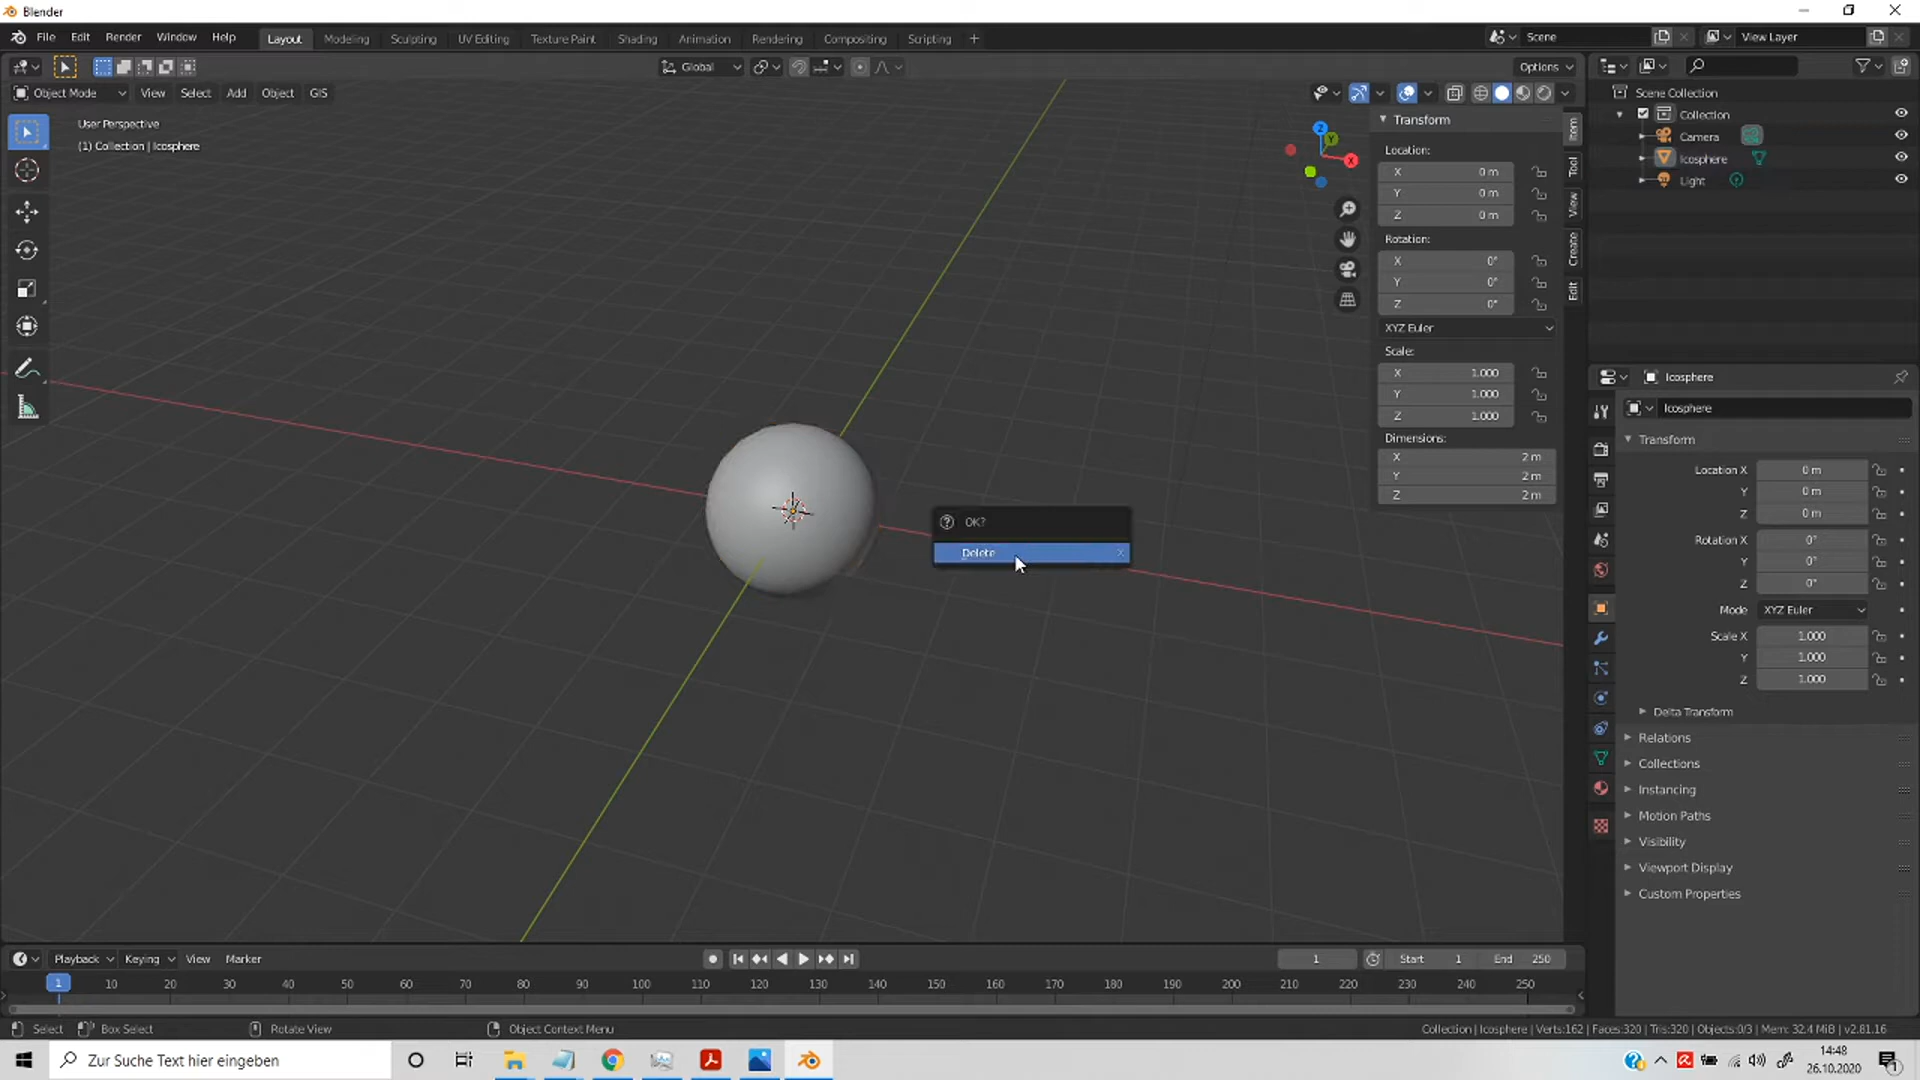 Blender
File Edit Render Window Help Layout Modeling Sculpting UV Editing Texture Paint Shading Animation Rendering Compositing Scripting + Scene View Layer
Global Options
Object Mode View Select Add Object GIS
User Perspective
(1) Collection | Icosphere
Z
Y
X
Transform
Location:
X 0 m
Y 0 m
Z 0 m
Rotation:
X 0°
Y 0°
Z 0°
XYZ Euler
Scale:
X 1.000
Y 1.000
Z 1.000
Dimensions:
X 2 m
Y 2 m
Z 2 m
Item
Tool
View
Create
Edit
OK?
Delete X
Scene Collection
Collection
Camera
Icosphere
Light
Icosphere
Icosphere
Transform
Location X 0 m
Y 0 m
Z 0 m
Rotation X 0°
Y 0°
Z 0°
Mode XYZ Euler
Scale X 1.000
Y 1.000
Z 1.000
Delta Transform
Relations
Collections
Instancing
Motion Paths
Visibility
Viewport Display
Custom Properties
Playback Keying View Marker 1 Start 1 End 250
1 10 20 30 40 50 60 70 80 90 100 110 120 130 140 150 160 170 180 190 200 210 220 230 240 250
Select Box Select Rotate View Object Context Menu Collection | Icosphere | Verts:162 | Faces:320 | Tris:320 | Objects:0/3 | Mem: 32.4 MiB | v2.81.16
Zur Suche Text hier eingeben
14:48
26.10.2020
1